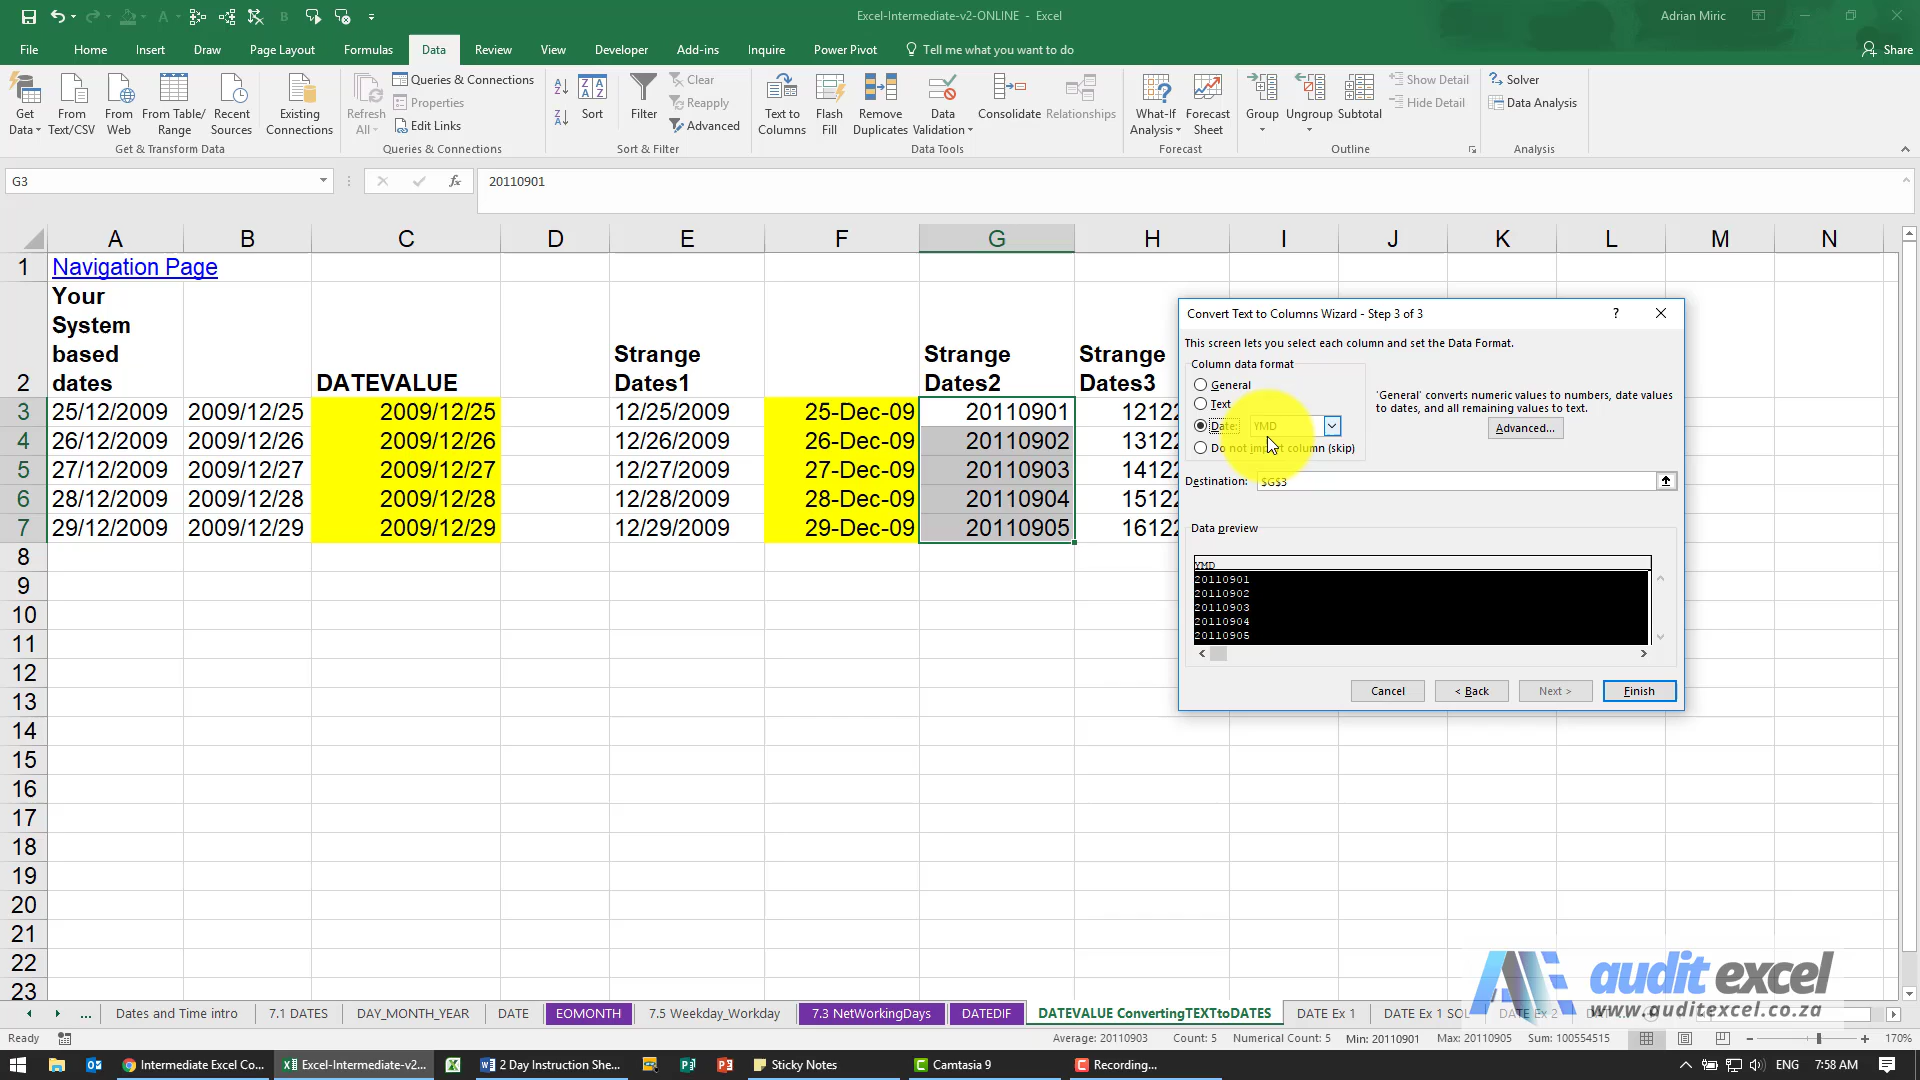 Excel-Intermediate-v2-ONLINE - Excel
Adrian Miric
File Home Insert Draw Page Layout Formulas Data Review View Developer Add-ins Inquire Power Pivot Tell me what you want to do Share
Get Data From Text/CSV From Web From Table/ Range Recent Sources Existing Connections
Get & Transform Data
Refresh All Queries & Connections Properties Edit Links
Queries & Connections
Sort Filter Clear Reapply Advanced
Sort & Filter
Text to Columns Flash Fill Remove Duplicates Data Validation Consolidate Relationships
Data Tools
What-If Analysis Forecast Sheet
Forecast
Group Ungroup Subtotal Show Detail Hide Detail
Outline
Solver Data Analysis
Analysis
G3 fx 20110901
A B C D E F G H I J K L M N
1 Navigation Page
2 Your System based dates DATEVALUE Strange Dates1 Strange Dates2 Strange Dates3
3 25/12/2009 2009/12/25 2009/12/25 12/25/2009 25-Dec-09 20110901 12122
4 26/12/2009 2009/12/26 2009/12/26 12/26/2009 26-Dec-09 20110902 13122
5 27/12/2009 2009/12/27 2009/12/27 12/27/2009 27-Dec-09 20110903 14122
6 28/12/2009 2009/12/28 2009/12/28 12/28/2009 28-Dec-09 20110904 15122
7 29/12/2009 2009/12/29 2009/12/29 12/29/2009 29-Dec-09 20110905 16122
8
9
10
11
12
13
14
15
16
17
18
19
20
21
22
23
Convert Text to Columns Wizard - Step 3 of 3 ?
This screen lets you select each column and set the Data Format.
Column data format
General
Text
Date: YMD
Do not import column (skip)
'General' converts numeric values to numbers, date values
to dates, and all remaining values to text.
Advanced...
Destination: $G$3
Data preview
YMD
20110901
20110902
20110903
20110904
20110905
Cancel < Back Next > Finish
audit excel
www.auditexcel.co.za
... Dates and Time intro 7.1 DATES DAY_MONTH_YEAR DATE EOMONTH 7.5 Weekday_Workday 7.3 NetWorkingDays DATEDIF DATEVALUE ConvertingTEXTtoDATES DATE Ex 1 DATE Ex 1 SOL DATE Ex 2
Ready Average: 20110903 Count: 5 Numerical Count: 5 Min: 20110901 Max: 20110905 Sum: 100554515 170%
Intermediate Excel Co... Excel-Intermediate-v2... 2 Day Instruction She... Sticky Notes Camtasia 9 Recording... ENG 7:58 AM